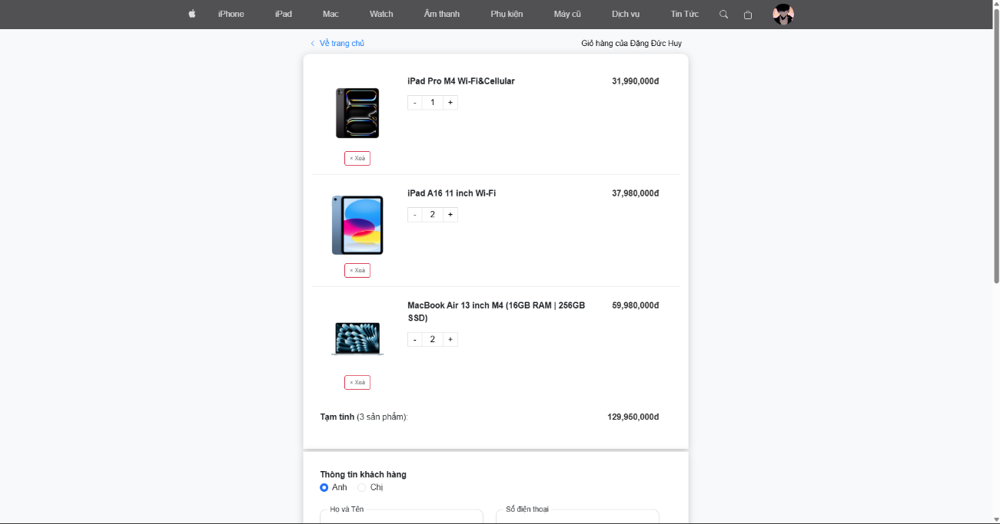 iPhone iPad Mac Watch Âm thanh Phụ kiện Máy cũ Dịch vụ Tin Tức
Về trang chủ
Giỏ hàng của Đặng Đức Huy
iPad Pro M4 Wi-Fi&Cellular
31,990,000đ
- 1 +
× Xoá
iPad A16 11 inch Wi-Fi
37,980,000đ
- 2 +
× Xoá
MacBook Air 13 inch M4 (16GB RAM | 256GB
SSD)
59,980,000đ
- 2 +
× Xoá
Tạm tính (3 sản phẩm):
129,950,000đ
Thông tin khách hàng
Anh Chị
Họ và Tên
Số điện thoại